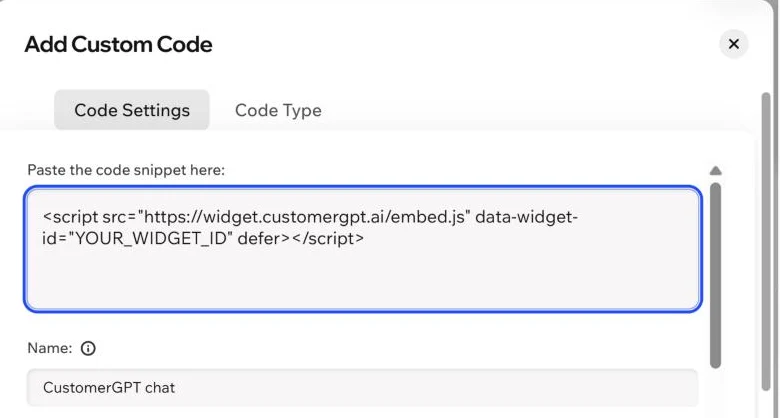 Add Custom Code
Code Settings
Code Type
Paste the code snippet here:
<script src="https://widget.customergpt.ai/embed.js" data-widget-
id="YOUR_WIDGET_ID" defer></script>
Name:
CustomerGPT chat